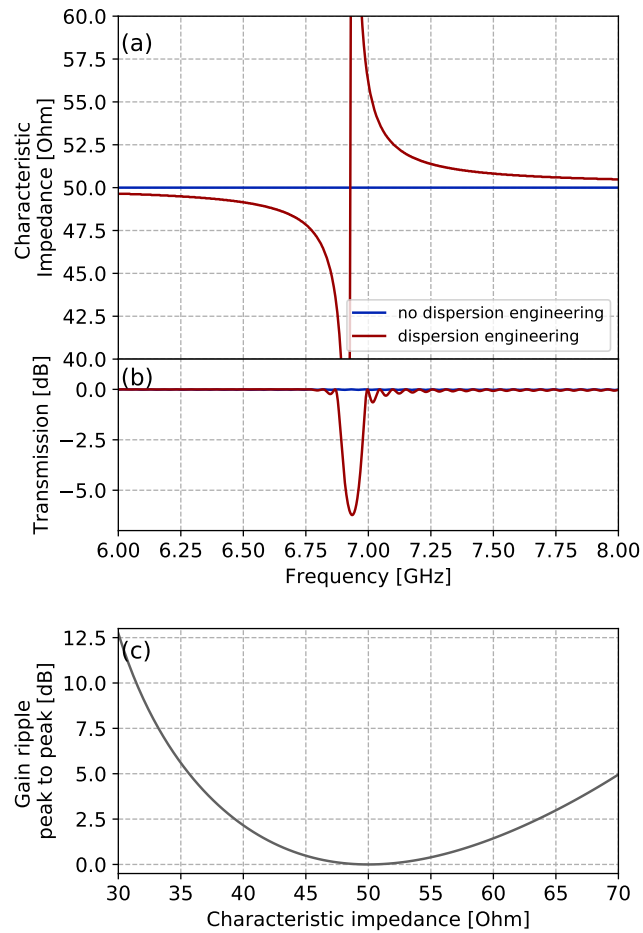 (a)
60.0
57.5
55.0
52.5
50.0
47.5
45.0
42.5
40.0
Characteristic
Impedance [Ohm]
no dispersion engineering
dispersion engineering
(b)
0.0
−2.5
−5.0
Transmission [dB]
6.00 6.25 6.50 6.75 7.00 7.25 7.50 7.75 8.00
Frequency [GHz]
(c)
12.5
10.0
7.5
5.0
2.5
0.0
Gain ripple
peak to peak [dB]
30 35 40 45 50 55 60 65 70
Characteristic impedance [Ohm]